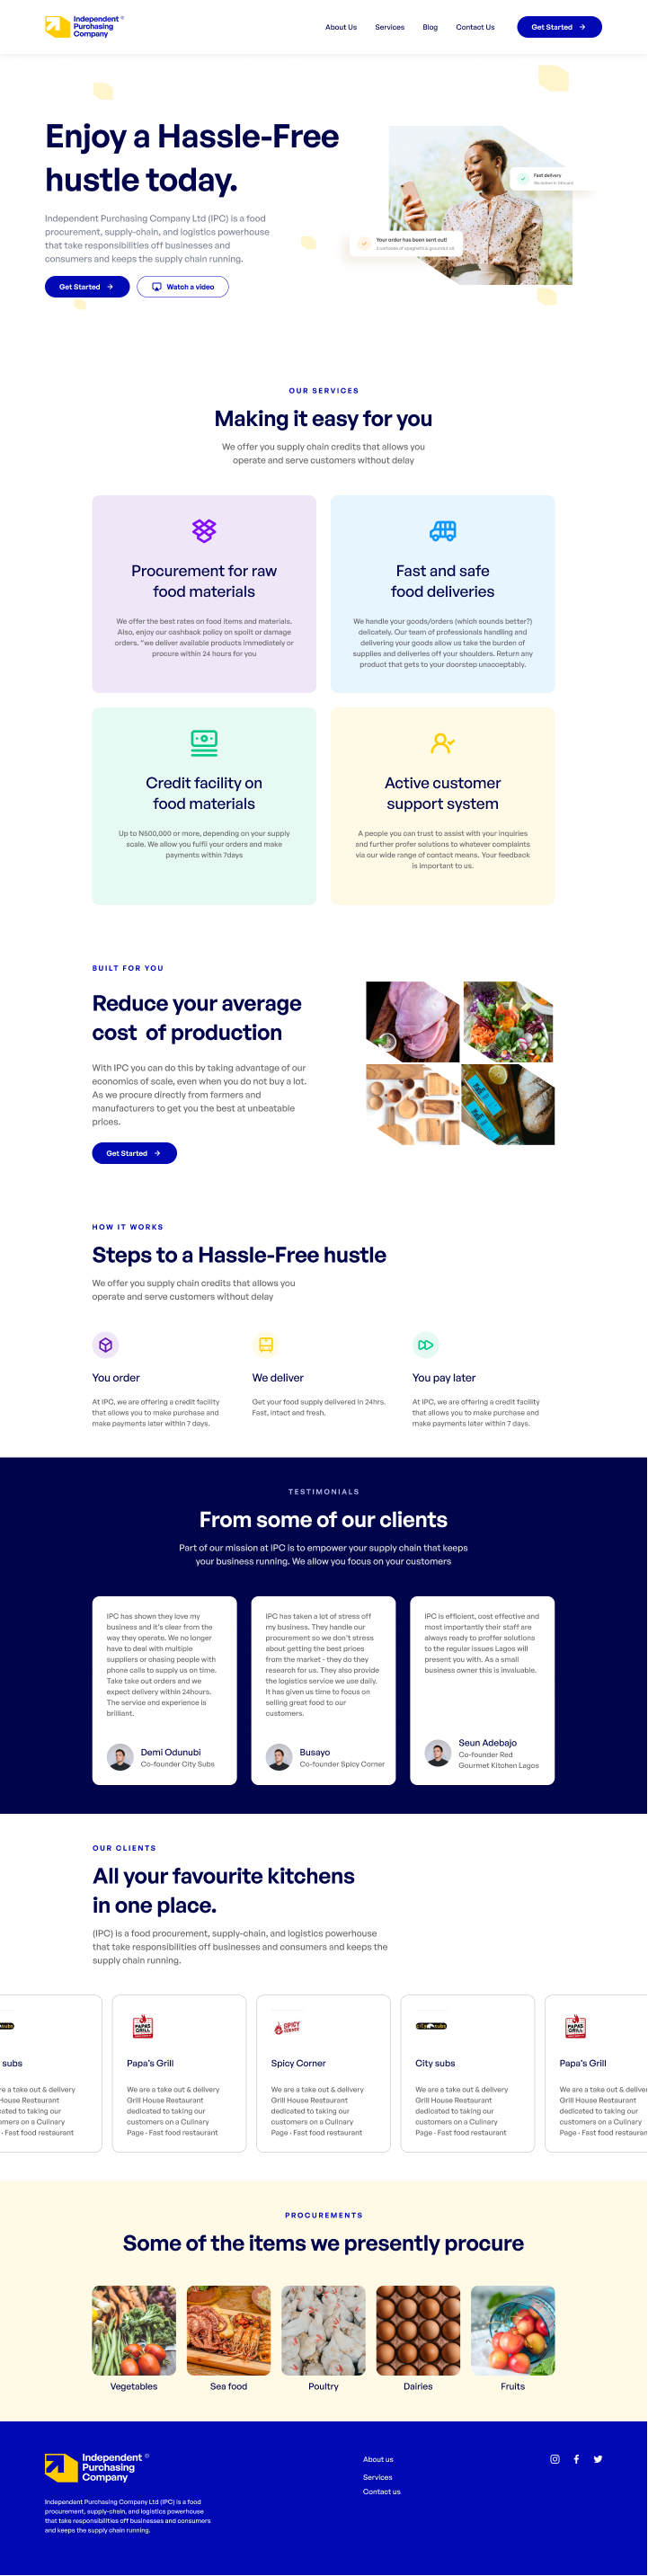 Independent ®
Purchasing
Company
About Us
Services
Blog
Contact Us
Get Started
Enjoy a Hassle-Free
hustle today.
Independent Purchasing Company Ltd (IPC) is a food
procurement, supply-chain, and logistics powerhouse
that take responsibilities off businesses and
consumers and keeps the supply chain running.
Get Started
Watch a video
Fast delivery
We deliver in 24hours!
Your order has been sent out!
2 cartoons of spaghetti & groundnut oil
OUR SERVICES
Making it easy for you
We offer you supply chain credits that allows you
operate and serve customers without delay
Procurement for raw
food materials
We offer the best rates on food items and materials.
Also, enjoy our cashback policy on spoilt or damage
orders. "we deliver available products immediately or
procure within 24 hours for you
Fast and safe
food deliveries
We handle your goods/orders (which sounds better?)
delicately. Our team of professionals handling and
delivering your goods allow us take the burden of
supplies and deliveries off your shoulders. Return any
product that gets to your doorstep unacceptably.
Credit facility on
food materials
Up to N500,000 or more, depending on your supply
scale. We allow you fulfil your orders and make
payments within 7days
Active customer
support system
A people you can trust to assist with your inquiries
and further profer solutions to whatever complaints
via our wide range of contact means. Your feedback
is important to us.
BUILT FOR YOU
Reduce your average
cost of production
With IPC you can do this by taking advantage of our
economics of scale, even when you do not buy a lot.
As we procure directly from farmers and
manufacturers to get you the best at unbeatable
prices.
Get Started
HOW IT WORKS
Steps to a Hassle-Free hustle
We offer you supply chain credits that allows you
operate and serve customers without delay
You order
At IPC, we are offering a credit facility
that allows you to make purchase and
make payments later within 7 days.
We deliver
Get your food supply delivered in 24hrs.
Fast, intact and fresh.
You pay later
At IPC, we are offering a credit facility
that allows you to make purchase and
make payments later within 7 days.
TESTIMONIALS
From some of our clients
Part of our mission at IPC is to empower your supply chain that keeps
your business running. We allow you focus on your customers
IPC has shown they love my
business and it's clear from the
way they operate. We no longer
have to deal with multiple
suppliers or chasing people with
phone calls to supply us on time.
Take take out orders and we
expect delivery within 24hours.
The service and experience is
brilliant.
Demi Odunubi
Co-founder City Subs
IPC has taken a lot of stress off
my business. They handle our
procurement so we don't stress
about getting the best prices
from the market - they do they
research for us. They also provide
the logistics service we use daily.
It has given us time to focus on
selling great food to our
customers.
Busayo
Co-founder Spicy Corner
IPC is efficient, cost effective and
most importantly their staff are
always ready to proffer solutions
to the regular issues Lagos will
present you with. As a small
business owner this is invaluable.
Seun Adebajo
Co-founder Red
Gourmet Kitchen Lagos
OUR CLIENTS
All your favourite kitchens
in one place.
(IPC) is a food procurement, supply-chain, and logistics powerhouse
that take responsibilities off businesses and consumers and keeps the
supply chain running.
subs
subs
re a take out & delivery
House Restaurant
cated to taking our
omers on a Culinary
· Fast food restaurant
PAPAS
GRILL
Papa's Grill
We are a take out & delivery
Grill House Restaurant
dedicated to taking our
customers on a Culinary
Page · Fast food restaurant
SPICY
CORNER
Spicy Corner
We are a take out & delivery
Grill House Restaurant
dedicated to taking our
customers on a Culinary
Page · Fast food restaurant
City subs
City subs
We are a take out & delivery
Grill House Restaurant
dedicated to taking our
customers on a Culinary
Page · Fast food restaurant
PAPAS
GRILL
Papa's Grill
We are a take out & deliver
Grill House Restaurant
dedicated to taking our
customers on a Culinary
Page · Fast food restauran
PROCUREMENTS
Some of the items we presently procure
Vegetables
Sea food
Poultry
Dairies
Fruits
Independent ®
Purchasing
Company
Independent Purchasing Company Ltd (IPC) is a food
procurement, supply-chain, and logistics powerhouse
that take responsibilities off businesses and consumers
and keeps the supply chain running.
About us
Services
Contact us